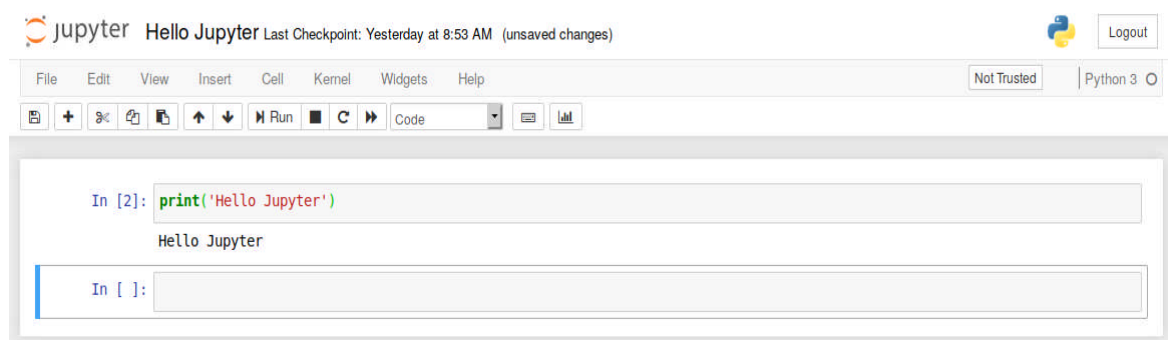 jupyter Hello Jupyter Last Checkpoint: Yesterday at 8:53 AM (unsaved changes) Logout
File Edit View Insert Cell Kernel Widgets Help Not Trusted Python 3
Run Code
In [2]: print('Hello Jupyter')
Hello Jupyter
In [ ]: